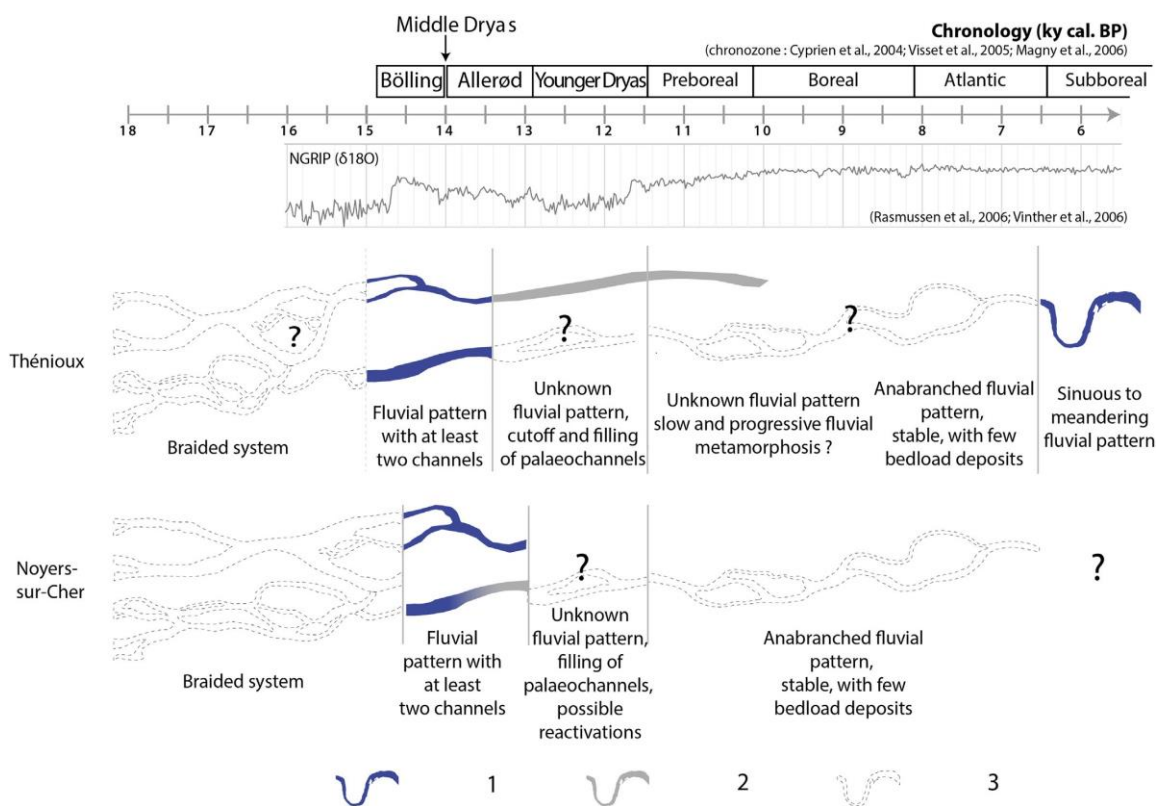 Middle Dryas
Chronology (ky cal. BP)
(chronozone : Cyprien et al., 2004; Visset et al., 2005; Magny et al., 2006)
Bölling Allerød Younger Dryas Preboreal Boreal Atlantic Subboreal
18 17 16 15 14 13 12 11 10 9 8 7 6
NGRIP (δ18O)
(Rasmussen et al., 2006; Vinther et al., 2006)
Thénioux
? ? ?
Braided system
Fluvial pattern
with at least
two channels
Unknown
fluvial pattern,
cutoff and filling
of palaeochannels
Unknown fluvial pattern
slow and progressive fluvial
metamorphosis ?
Anabranched fluvial
pattern,
stable, with few
bedload deposits
Sinuous to
meandering
fluvial pattern
Noyers-
sur-Cher
? ?
Braided system
Fluvial
pattern with
at least
two channels
Unknown
fluvial pattern,
filling of
palaeochannels,
possible
reactivations
Anabranched fluvial
pattern,
stable, with few
bedload deposits
1 2 3